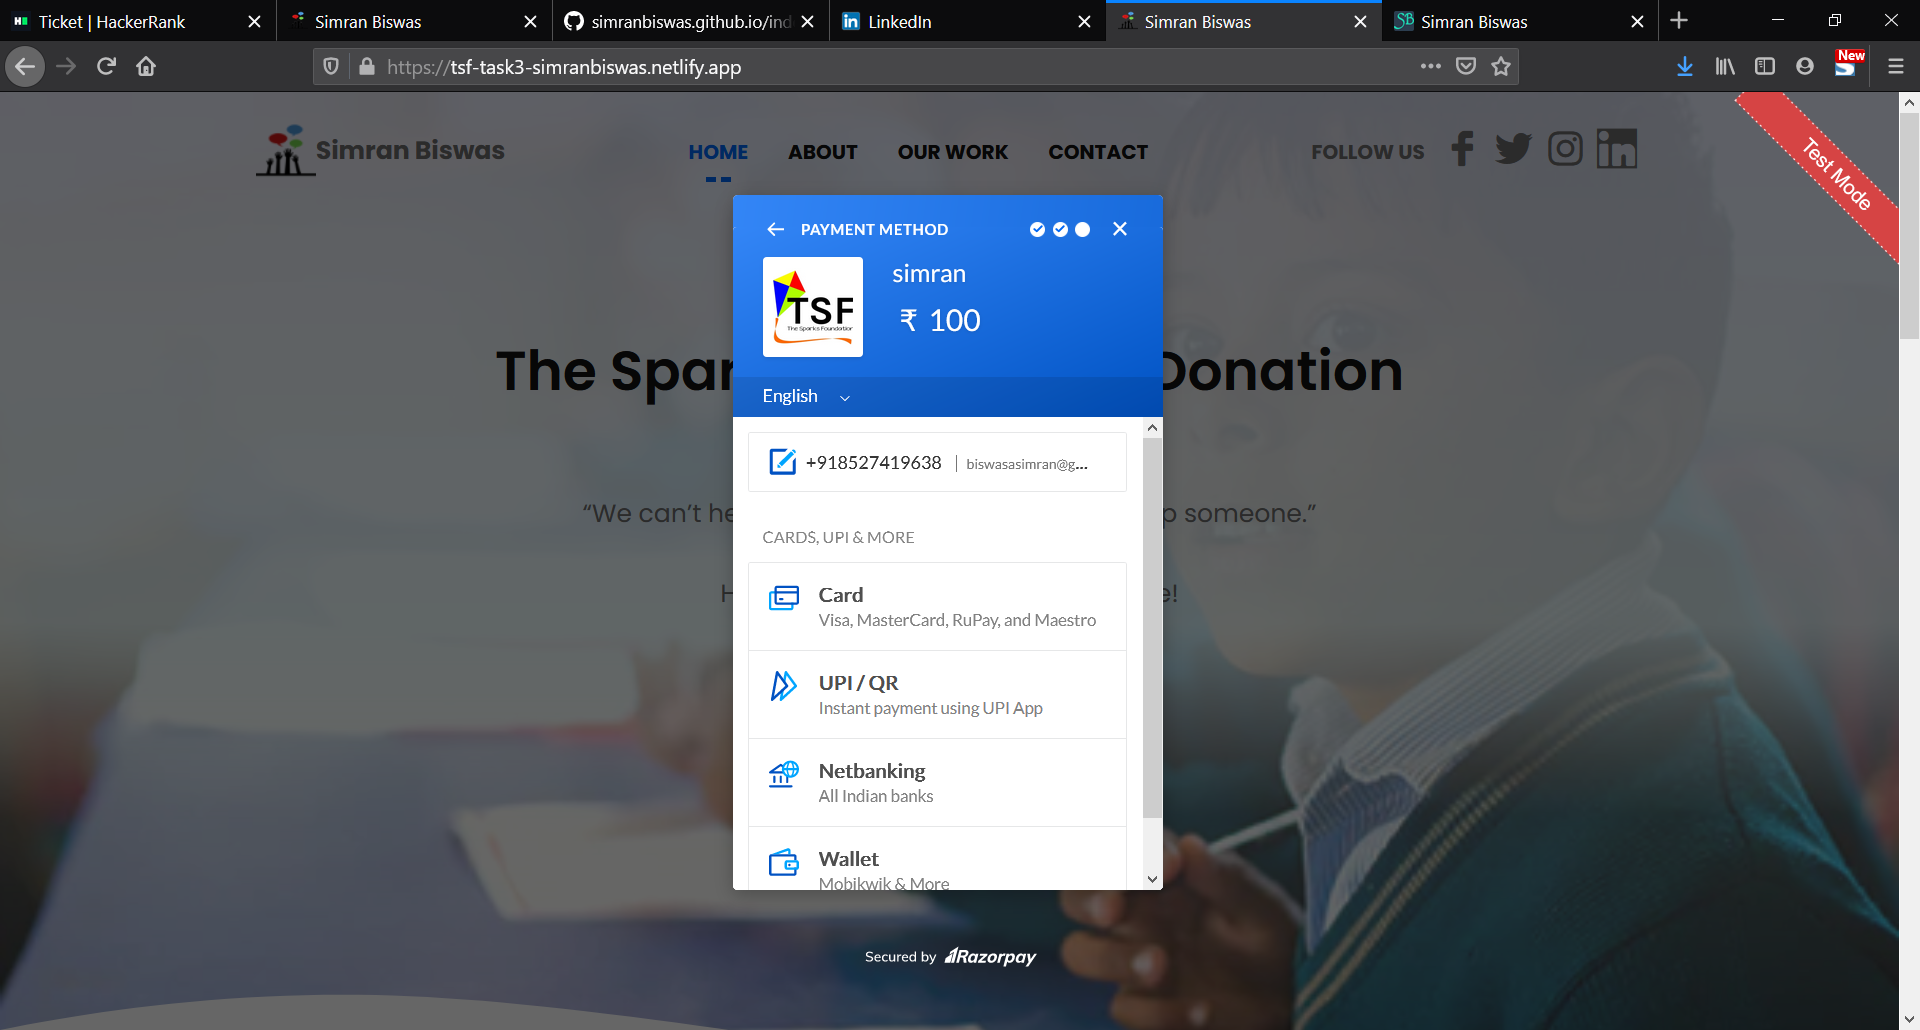 Ticket | HackerRank
Simran Biswas
simranbiswas.github.io/ind
LinkedIn
Simran Biswas
SB Simran Biswas
https://tsf-task3-simranbiswas.netlify.app
New
Simran Biswas
HOME
ABOUT
OUR WORK
CONTACT
FOLLOW US
Test Mode
PAYMENT METHOD
TSF
The Sparks Foundation
simran
₹ 100
The Spar
Donation
English
+918527419638 | biswasasimran@g...
“We can’t he
p someone.”
CARDS, UPI & MORE
H
e!
Card
Visa, MasterCard, RuPay, and Maestro
UPI / QR
Instant payment using UPI App
Netbanking
All Indian banks
Wallet
Mobikwik & More
Secured by Razorpay